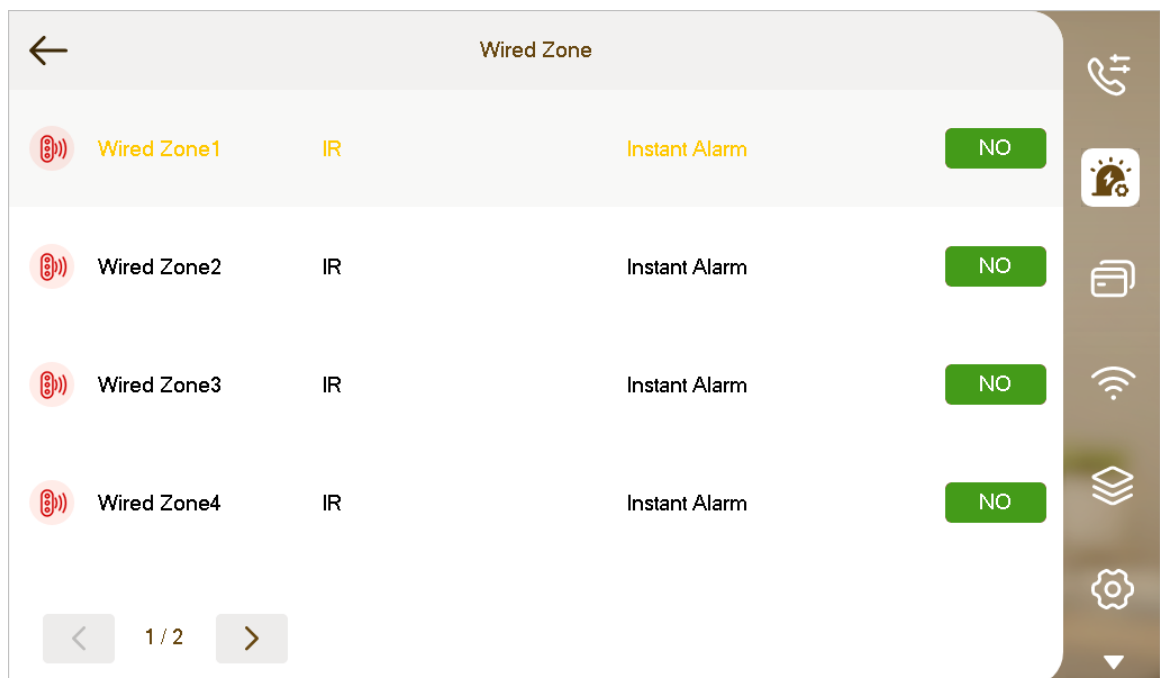 Wired Zone
Wired Zone1 IR Instant Alarm NO
Wired Zone2 IR Instant Alarm NO
Wired Zone3 IR Instant Alarm NO
Wired Zone4 IR Instant Alarm NO
1 / 2